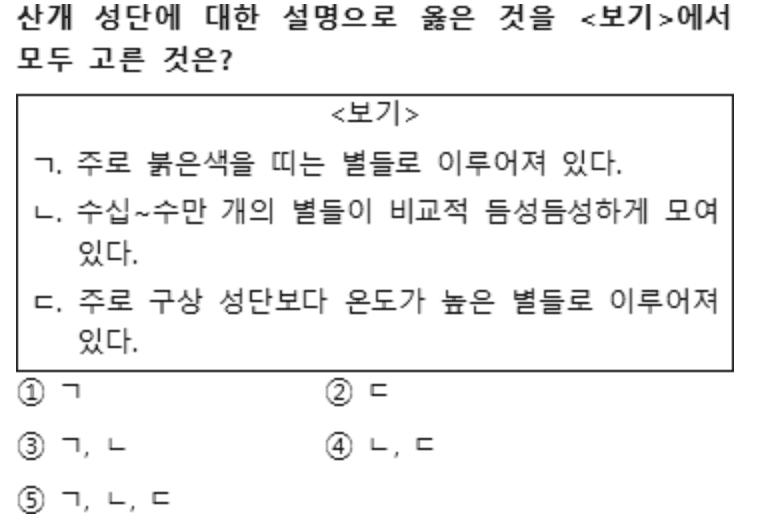 산개 성단에 대한 설명으로 옳은 것을 <보기>에서
모두 고른 것은?
<보기>
ㄱ. 주로 붉은색을 띠는 별들로 이루어져 있다.
ㄴ. 수십~수만 개의 별들이 비교적 듬성듬성하게 모여
있다.
ㄷ. 주로 구상 성단보다 온도가 높은 별들로 이루어져
있다.
① ㄱ ② ㄷ
③ ㄱ, ㄴ ④ ㄴ, ㄷ
⑤ ㄱ, ㄴ, ㄷ